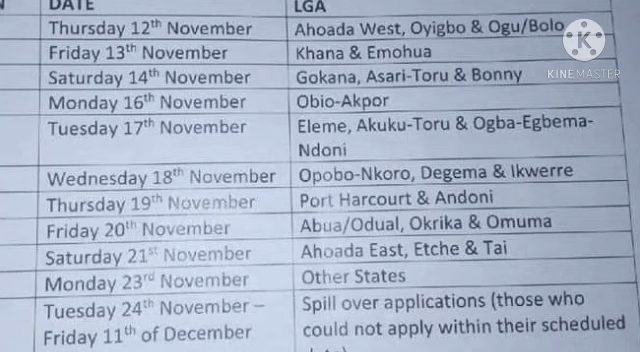 DATE LGA
Thursday 12th November Ahoada West, Oyigbo & Ogu/Bolo
Friday 13th November Khana & Emohua
Saturday 14th November Gokana, Asari-Toru & Bonny
Monday 16th November Obio-Akpor
Tuesday 17th November Eleme, Akuku-Toru & Ogba-Egbema-
Ndoni
Wednesday 18th November Opobo-Nkoro, Degema & Ikwerre
Thursday 19th November Port Harcourt & Andoni
Friday 20th November Abua/Odual, Okrika & Omuma
Saturday 21st November Ahoada East, Etche & Tai
Monday 23rd November Other States
Tuesday 24th November – Spill over applications (those who
Friday 11th of December could not apply within their scheduled
KINEMASTER